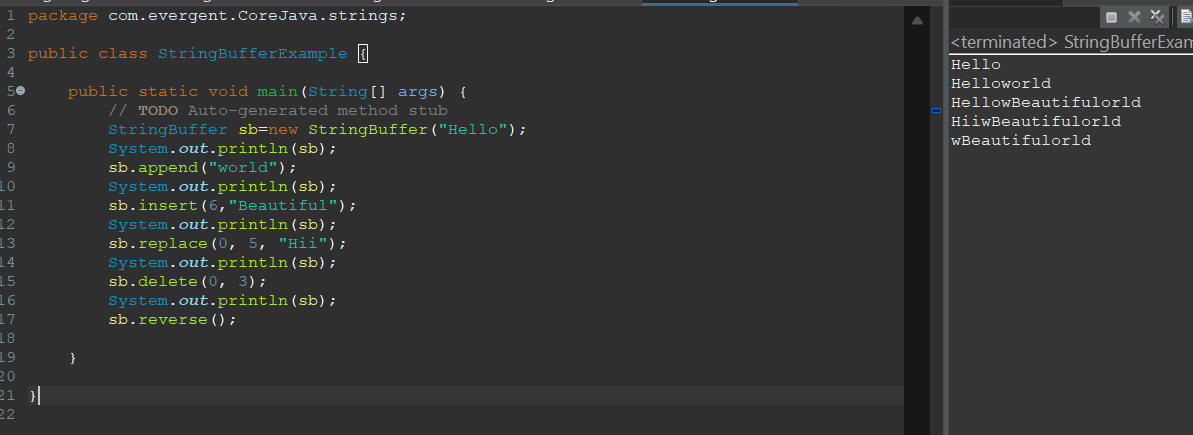 1 package com.evergent.CoreJava.strings;
2
3 public class StringBufferExample {
4
5 public static void main(String[] args) {
6 // TODO Auto-generated method stub
7 StringBuffer sb=new StringBuffer("Hello");
8 System.out.println(sb);
9 sb.append("world");
10 System.out.println(sb);
11 sb.insert(6,"Beautiful");
12 System.out.println(sb);
13 sb.replace(0, 5, "Hii");
14 System.out.println(sb);
15 sb.delete(0, 3);
16 System.out.println(sb);
17 sb.reverse();
18
19 }
20
21 }
22
<terminated> StringBufferExam
Hello
Helloworld
HellowBeautifulorld
HiiwBeautifulorld
wBeautifulorld